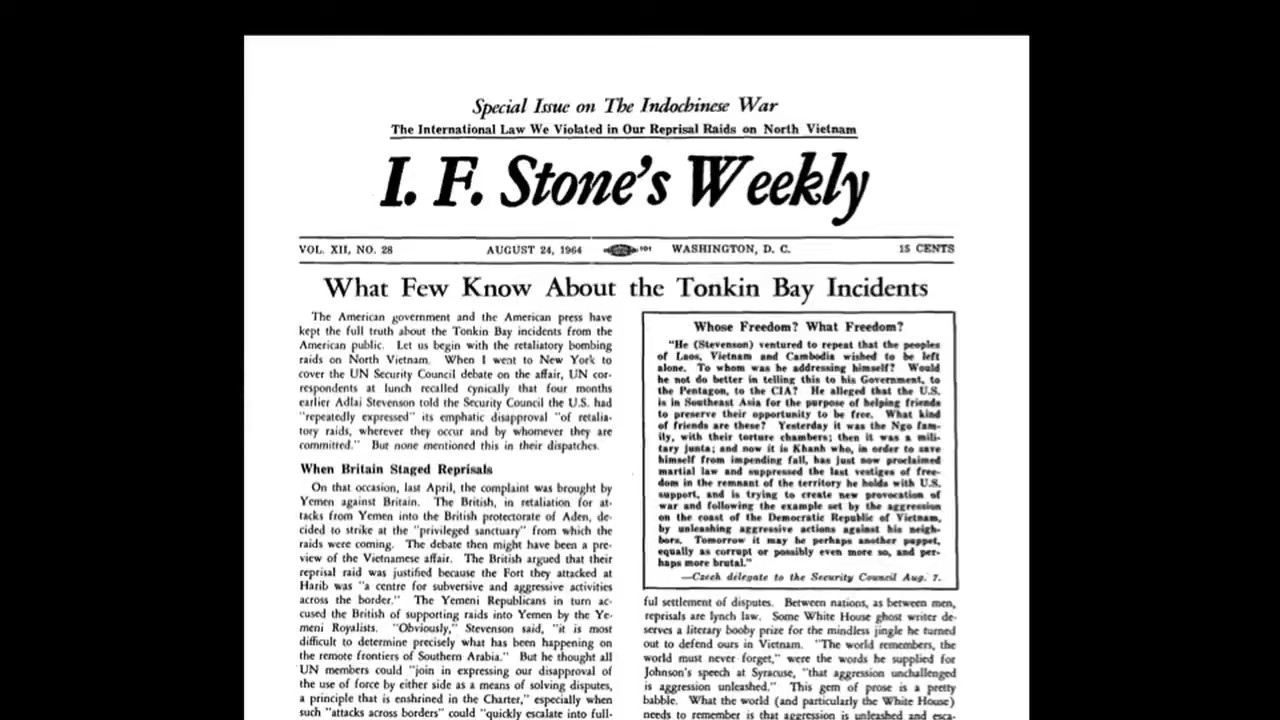 Special Issue on The Indochinese War
The International Law We Violated in Our Reprisal Raids on North Vietnam
I. F. Stone's Weekly
VOL. XII, NO. 28 AUGUST 24, 1964 101 WASHINGTON, D. C. 15 CENTS
What Few Know About the Tonkin Bay Incidents
The American government and the American press have
kept the full truth about the Tonkin Bay incidents from the
American public. Let us begin with the retaliatory bombing
raids on North Vietnam. When I went to New York to
cover the UN Security Council debate on the affair, UN cor-
respondents at lunch recalled cynically that four months
earlier Adlai Stevenson told the Security Council the U.S. had
"repeatedly expressed" its emphatic disapproval "of retalia-
tory raids, wherever they occur and by whomever they are
committed." But none mentioned this in their dispatches.
When Britain Staged Reprisals
On that occasion, last April, the complaint was brought by
Yemen against Britain. The British, in retaliation for at-
tacks from Yemen into the British protectorate of Aden, de-
cided to strike at the "privileged sanctuary" from which the
raids were coming. The debate then might have been a pre-
view of the Vietnamese affair. The British argued that their
reprisal raid was justified because the Fort they attacked at
Harib was "a centre for subversive and aggressive activities
across the border." The Yemeni Republicans in turn ac-
cused the British of supporting raids into Yemen by the Ye-
meni Royalists. "Obviously," Stevenson said, "it is most
difficult to determine precisely what has been happening on
the remote frontiers of Southern Arabia." But he thought all
UN members could "join in expressing our disapproval of
the use of force by either side as a means of solving disputes,
a principle that is enshrined in the Charter," especially when
such "attacks across borders" could "quickly escalate into full-
Whose Freedom? What Freedom?
"He (Stevenson) ventured to repeat that the peoples
of Laos, Vietnam and Cambodia wished to be left
alone. To whom was he addressing himself? Would
he not do better in telling this to his Government, to
the Pentagon, to the CIA? He alleged that the U.S.
is in Southeast Asia for the purpose of helping friends
to preserve their opportunity to be free. What kind
of friends are these? Yesterday it was the Ngo fam-
ily, with their torture chambers; then it was a mili-
tary junta; and now it is Khanh who, in order to save
himself from impending fall, has just now proclaimed
martial law and suppressed the last vestiges of free-
dom in the remnant of the territory he holds with U.S.
support, and is trying to create new provocation of
war and following the example set by the aggression
on the coast of the Democratic Republic of Vietnam,
by unleashing aggressive actions against his neigh-
bors. Tomorrow it may be perhaps another puppet,
equally as corrupt or possibly even more so, and per-
haps more brutal."
—Czech delegate to the Security Council Aug. 7.
ful settlement of disputes. Between nations, as between men,
reprisals are lynch law. Some White House ghost writer de-
serves a literary booby prize for the mindless jingle he turned
out to defend ours in Vietnam. "The world remembers, the
world must never forget," were the words he supplied for
Johnson's speech at Syracuse, "that aggression unchallenged
is aggression unleashed." This gem of prose is a pretty
babble. What the world (and particularly the White House)
needs to remember is that aggression is unleashed and esca-